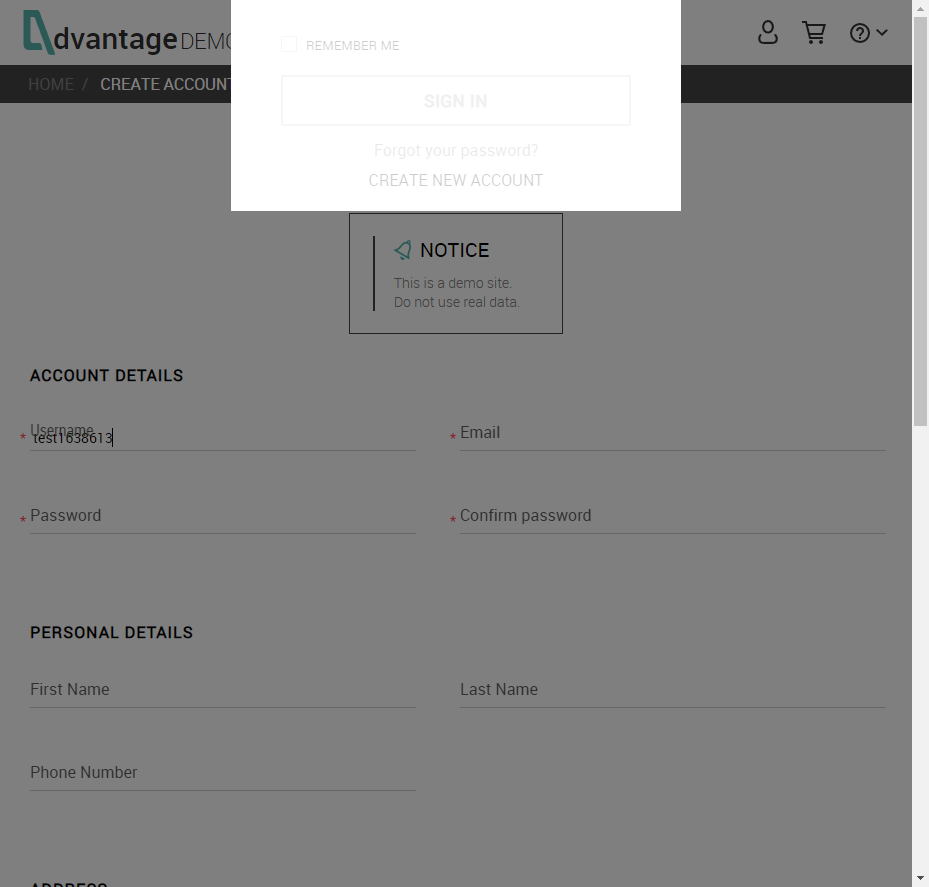 dvantage DEMO
HOME / CREATE ACCOUNT
REMEMBER ME
SIGN IN
Forgot your password?
CREATE NEW ACCOUNT
NOTICE
This is a demo site.
Do not use real data.
ACCOUNT DETAILS
Username
* test1638613
* Email
* Password
* Confirm password
PERSONAL DETAILS
First Name
Last Name
Phone Number
ADDRESS